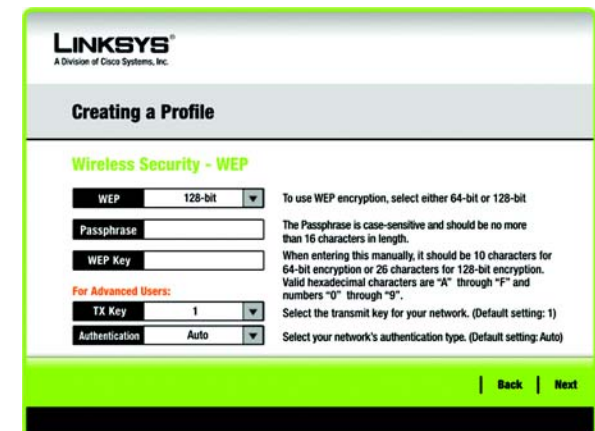 LINKSYS®
A Division of Cisco Systems, Inc.
Creating a Profile
Wireless Security - WEP
WEP 128-bit To use WEP encryption, select either 64-bit or 128-bit
Passphrase The Passphrase is case-sensitive and should be no more
than 16 characters in length.
WEP Key When entering this manually, it should be 10 characters for
64-bit encryption or 26 characters for 128-bit encryption.
Valid hexadecimal characters are "A" through "F" and
numbers "0" through "9".
For Advanced Users:
TX Key 1 Select the transmit key for your network. (Default setting: 1)
Authentication Auto Select your network's authentication type. (Default setting: Auto)
Back Next